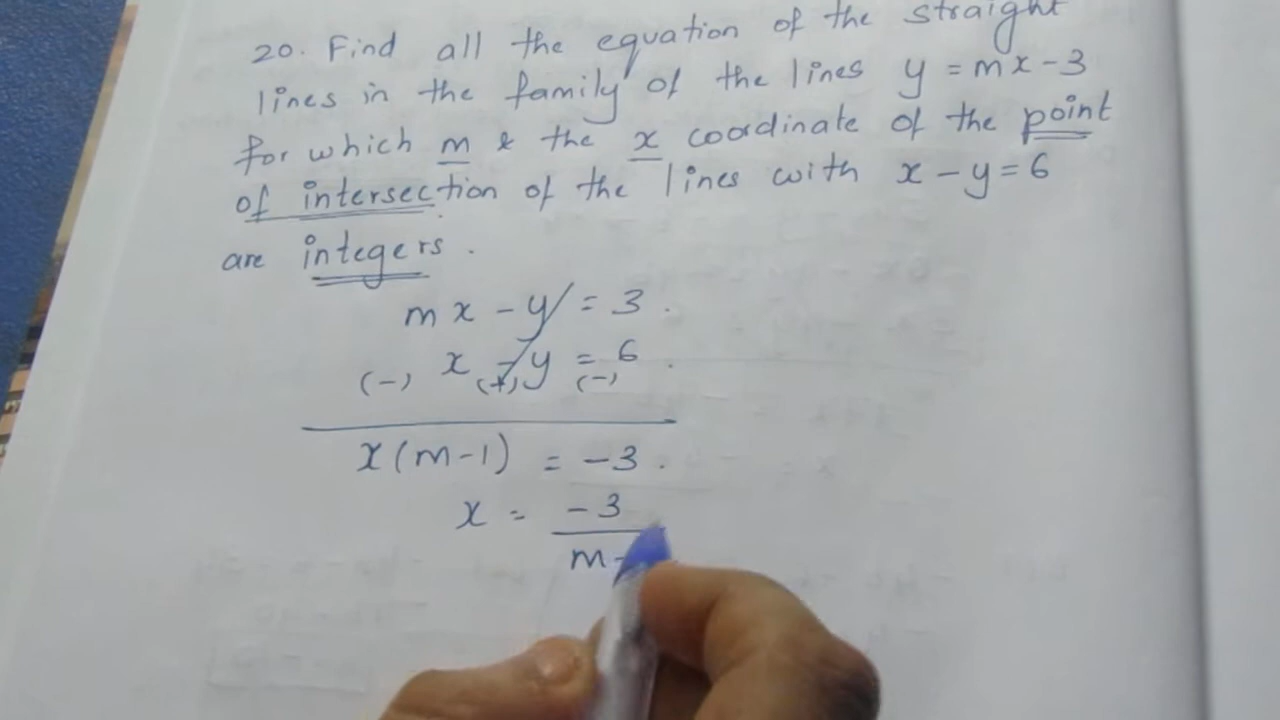 20. Find all the equation of the straight
lines in the family of the lines y = mx - 3
for which m & the x coordinate of the point
of intersection of the lines with x - y = 6
are integers.
mx - y = 3.
x - y = 6.
(-) (+) (-)
x(m-1) = -3.
x = -3
m-